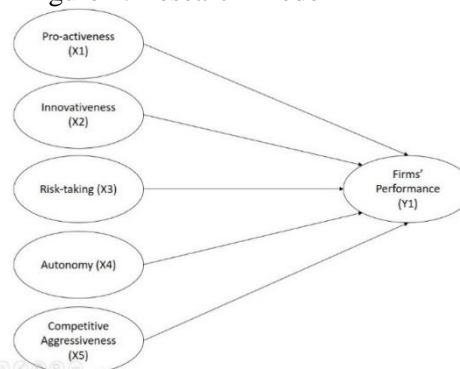 Pro-activeness
(X1)
Innovativeness
(X2)
Risk-taking (X3)
Autonomy (X4)
Competitive
Aggressiveness
(X5)
Firms'
Performance
(Y1)